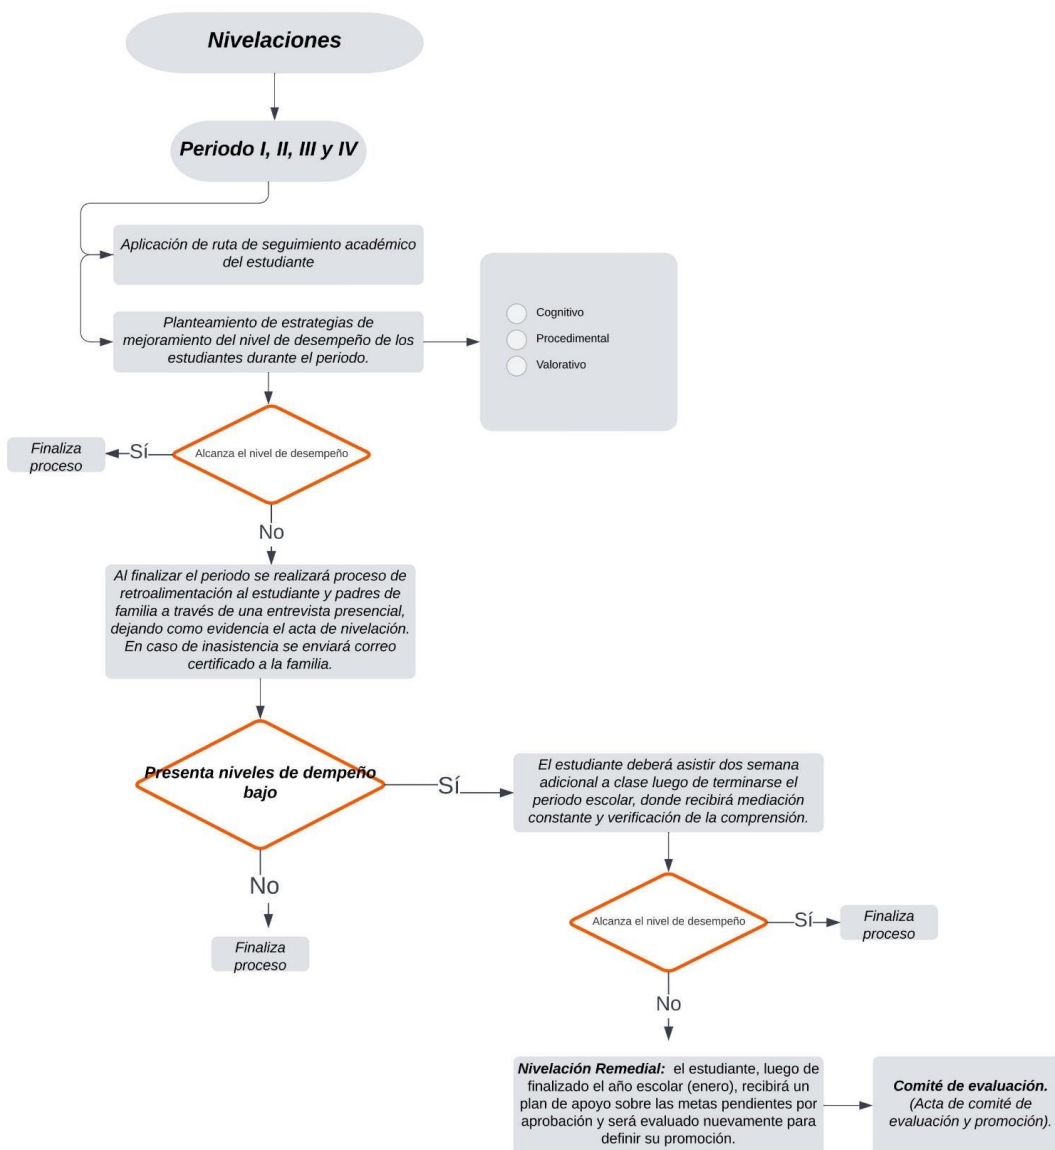 Nivelaciones
Periodo I, II, III y IV
Aplicación de ruta de seguimiento académico
del estudiante
Planteamiento de estrategias de
mejoramiento del nivel de desempeño de los
estudiantes durante el periodo.
Cognitivo
Procedimental
Valorativo
Alcanza el nivel de desempeño
Sí
Finaliza
proceso
No
Al finalizar el periodo se realizará proceso de
retroalimentación al estudiante y padres de
familia a través de una entrevista presencial,
dejando como evidencia el acta de nivelación.
En caso de inasistencia se enviará correo
certificado a la familia.
Presenta niveles de dempeño
bajo
Sí
El estudiante deberá asistir dos semana
adicional a clase luego de terminarse el
periodo escolar, donde recibirá mediación
constante y verificación de la comprensión.
No
Finaliza
proceso
Alcanza el nivel de desempeño
Sí
Finaliza
proceso
No
Nivelación Remedial: el estudiante, luego de
finalizado el año escolar (enero), recibirá un
plan de apoyo sobre las metas pendientes por
aprobación y será evaluado nuevamente para
definir su promoción.
Comité de evaluación.
(Acta de comité de
evaluación y promoción).